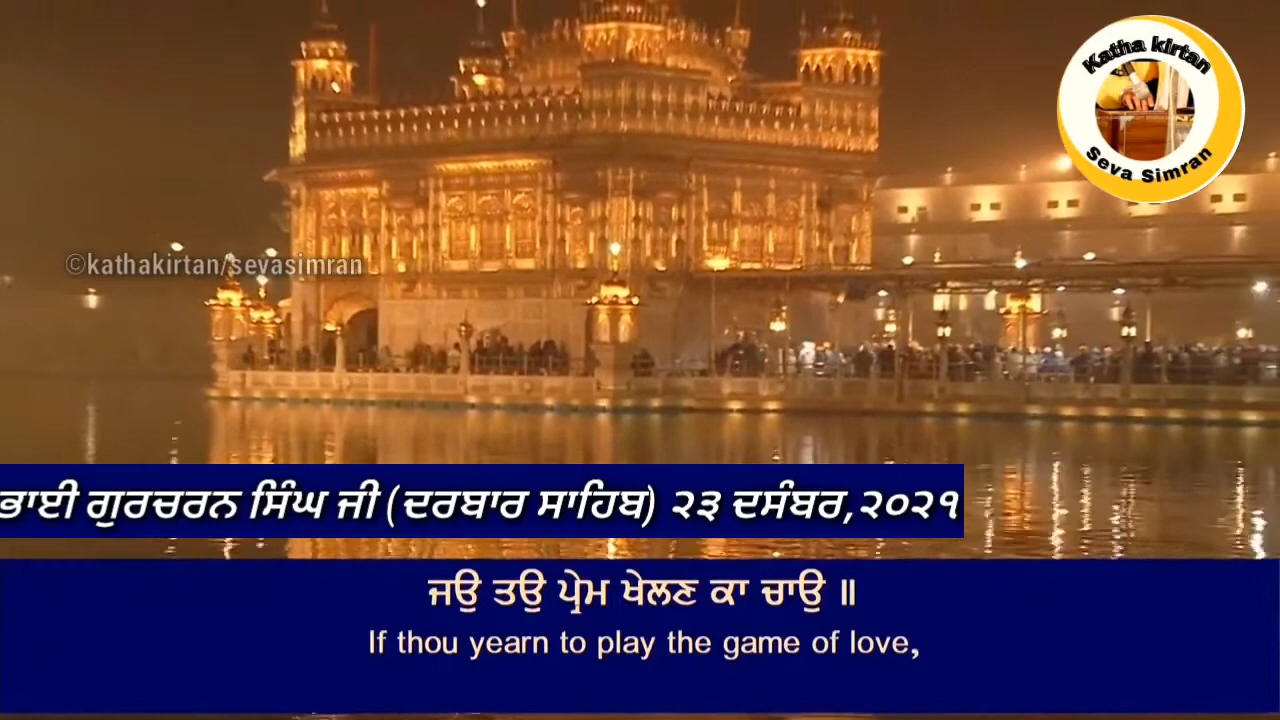 Katha kirtan
Seva Simran
©kathakirtan/sevasimran
ਭਾਈ ਗੁਰਚਰਨ ਸਿੰਘ ਜੀ (ਦਰਬਾਰ ਸਾਹਿਬ) ੨੩ ਦਸੰਬਰ,੨੦੨੧
ਜਉ ਤਉ ਪ੍ਰੇਮ ਖੇਲਣ ਕਾ ਚਾਉ ॥
If thou yearn to play the game of love,